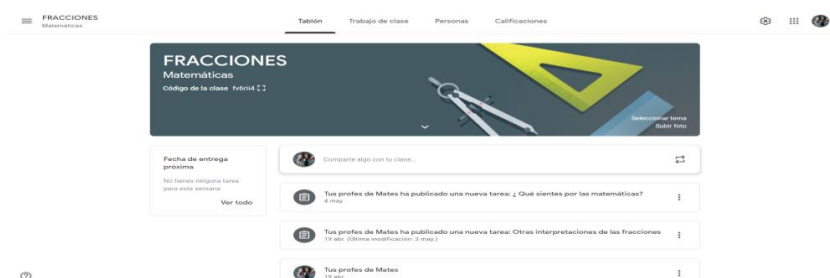 FRACCIONES
Matemáticas
Tablón Trabajo de clase Personas Calificaciones
FRACCIONES
Matemáticas
Código de la clase fv6rii4
Seleccionar tema
Subir foto
Fecha de entrega
próxima
No tienes ninguna tarea
para esta semana
Ver todo
Comparte algo con tu clase...
Tus profes de Mates ha publicado una nueva tarea: ¿ Qué sientes por las matemáticas?
4 may.
Tus profes de Mates ha publicado una nueva tarea: Otras interpretaciones de las fracciones
19 abr. (Última modificación: 3 may.)
Tus profes de Mates
19 abr.